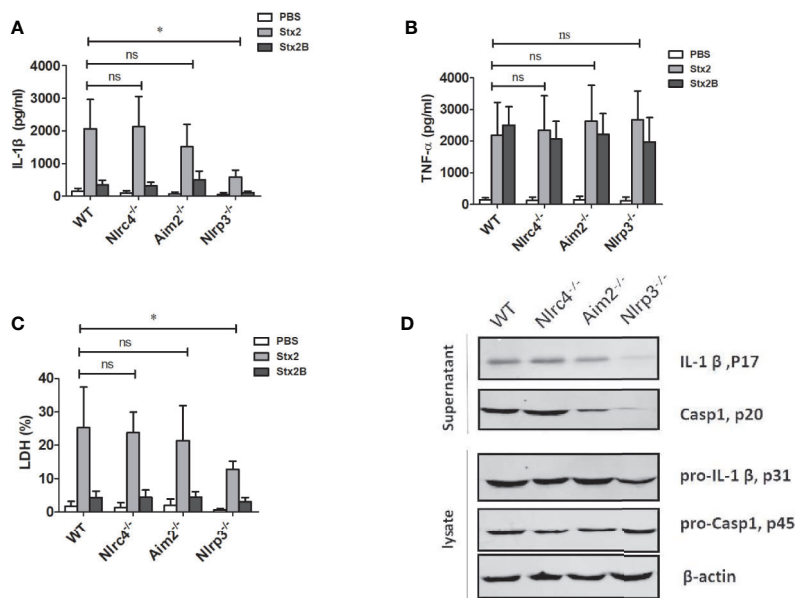 A
*
ns
ns
PBS
Stx2
Stx2B
IL-1β (pg/ml)
4000
3000
2000
1000
0
WT
Nlrc4-/-
Aim2-/-
Nlrp3-/-
B
ns
ns
ns
PBS
Stx2
Stx2B
TNF-α (pg/ml)
4000
3000
2000
1000
0
WT
Nlrc4-/-
Aim2-/-
Nlrp3-/-
C
*
ns
ns
PBS
Stx2
Stx2B
LDH (%)
40
30
20
10
0
WT
Nlrc4-/-
Aim2-/-
Nlrp3-/-
D
WT
Nlrc4-/-
Aim2-/-
Nlrp3-/-
Supernatant
IL-1 β ,P17
Casp1, p20
lysate
pro-IL-1 β, p31
pro-Casp1, p45
β-actin